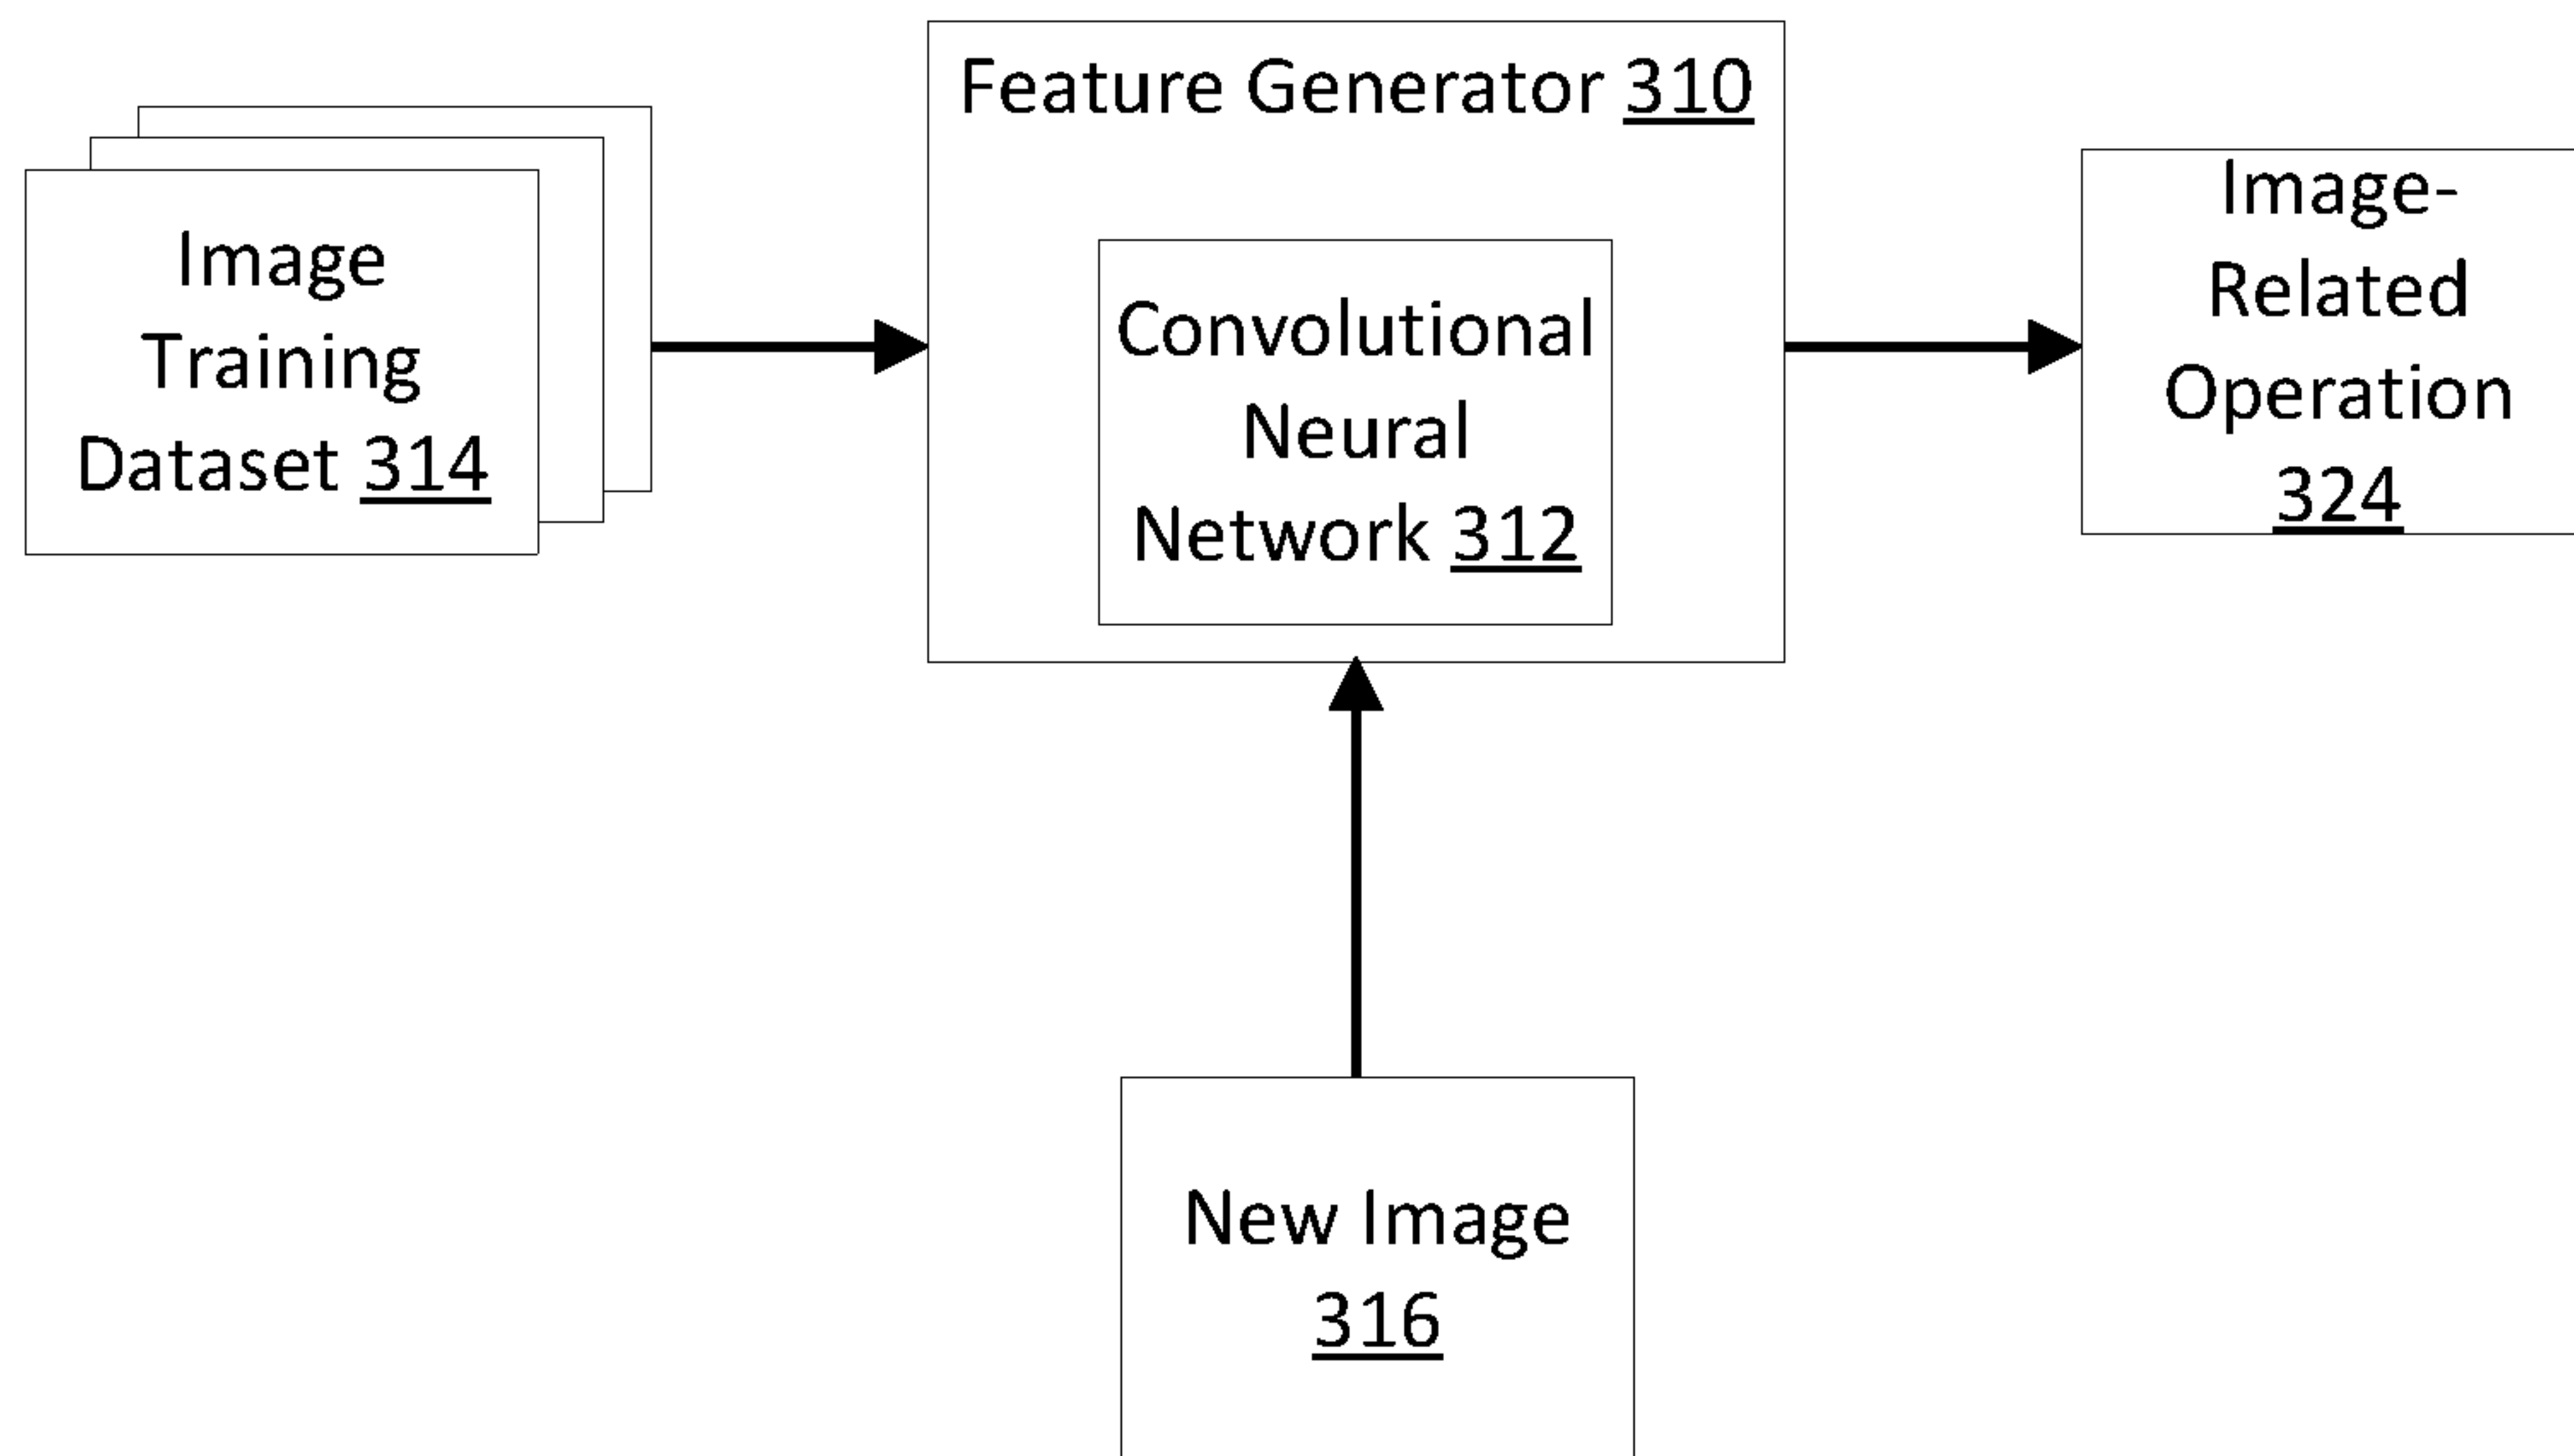 Image
Training
Dataset 314
Feature Generator 310
Convolutional
Neural
Network 312
Image-
Related
Operation
324
New Image
316